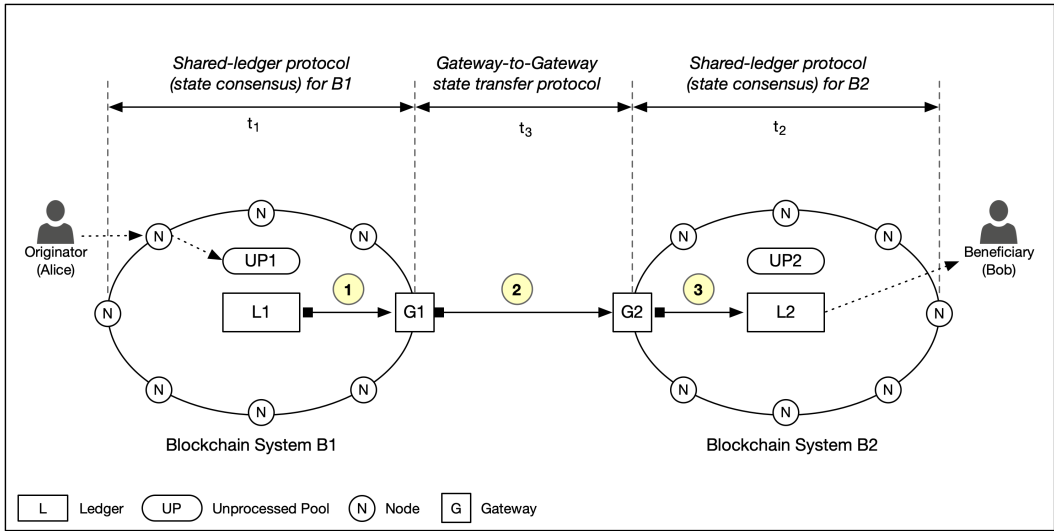 Shared-ledger protocol
(state consensus) for B1
Gateway-to-Gateway
state transfer protocol
Shared-ledger protocol
(state consensus) for B2
t1
t3
t2
N
N
N
N
N
N
Originator
(Alice)
Beneficiary
(Bob)
UP1
UP2
1
2
3
N
L1
G1
G2
L2
N
N
N
N
N
N
N
Blockchain System B1
Blockchain System B2
L Ledger
UP Unprocessed Pool
N Node
G Gateway